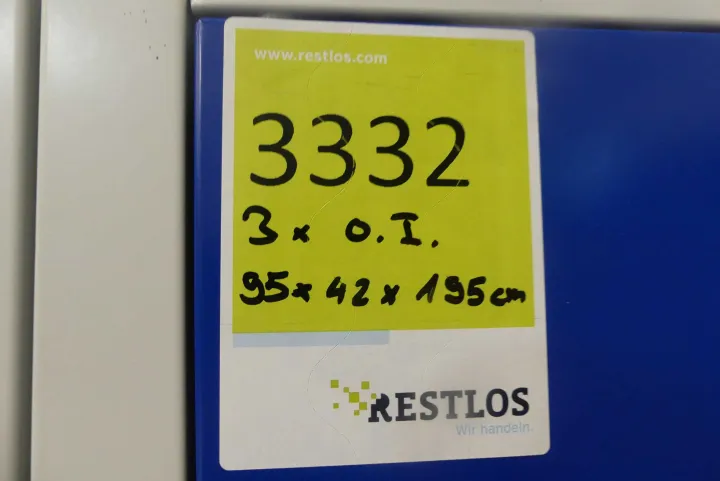 www.restlos.com
3332
3x O.I.
95x42x195cm
RESTLOS
Wir handeln.